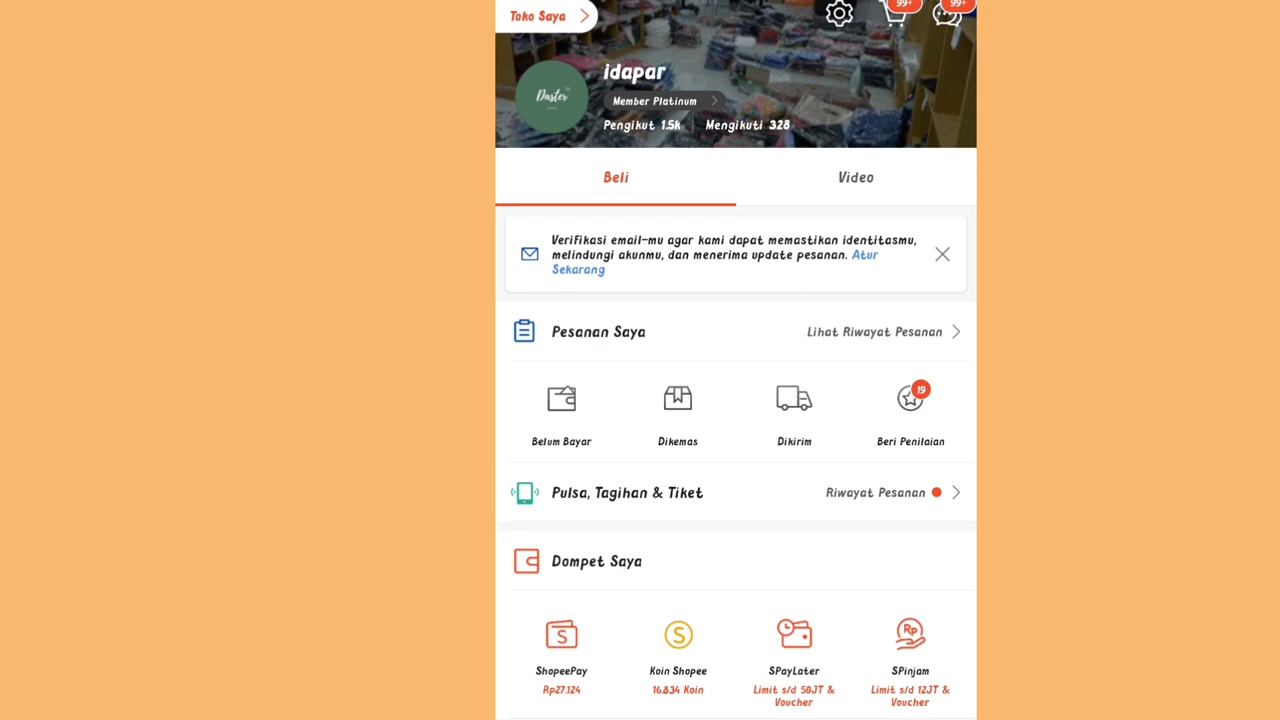 Toko Saya
99+
99+
Daster
idapar
Member Platinum
Pengikut 1.5k
Mengikuti 328
Beli
Video
Verifikasi email-mu agar kami dapat memastikan identitasmu,
melindungi akunmu, dan menerima update pesanan. Atur
Sekarang
Pesanan Saya
Lihat Riwayat Pesanan
19
Belum Bayar
Dikemas
Dikirim
Beri Penilaian
Pulsa, Tagihan & Tiket
Riwayat Pesanan
Dompet Saya
S
S
Rp
ShopeePay
Koin Shopee
SPayLater
SPinjam
Rp27.124
16.834 Koin
Limit s/d 50JT &
Voucher
Limit s/d 12JT &
Voucher